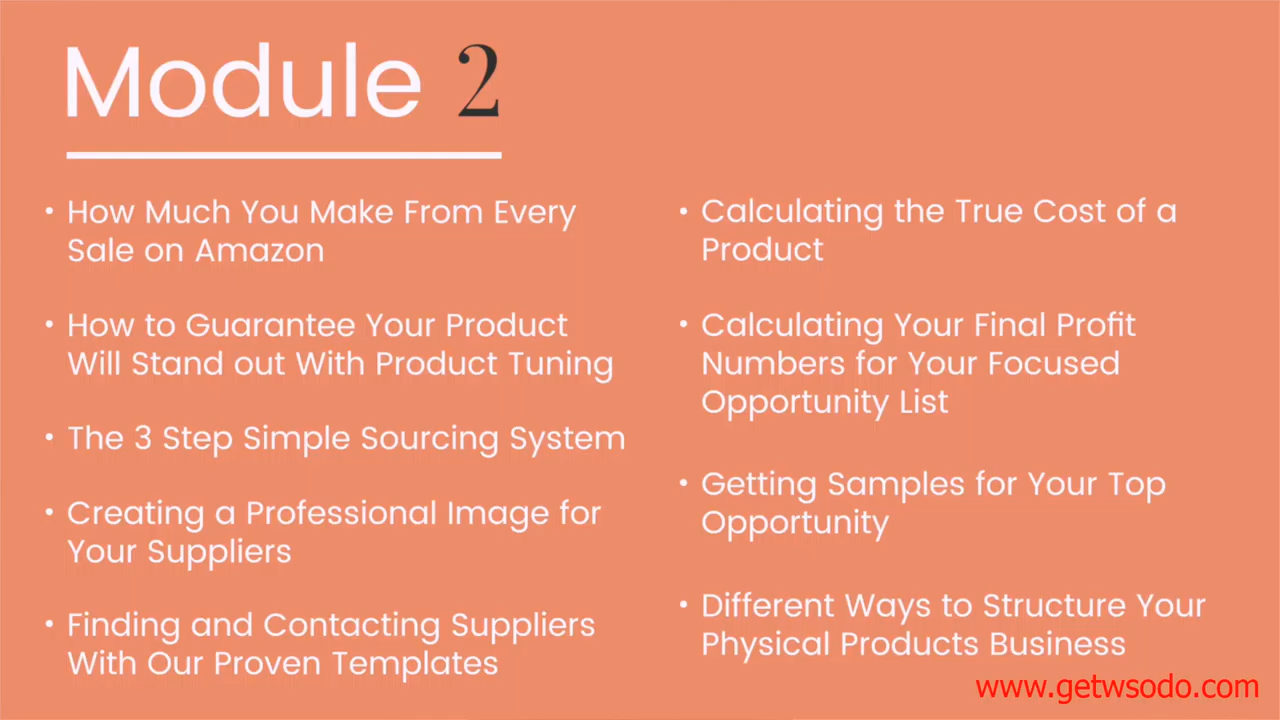 Module 2
• How Much You Make From Every
Sale on Amazon
• How to Guarantee Your Product
Will Stand out With Product Tuning
• The 3 Step Simple Sourcing System
• Creating a Professional Image for
Your Suppliers
• Finding and Contacting Suppliers
With Our Proven Templates
• Calculating the True Cost of a
Product
• Calculating Your Final Profit
Numbers for Your Focused
Opportunity List
• Getting Samples for Your Top
Opportunity
• Different Ways to Structure Your
Physical Products Business
www.getwsodo.com